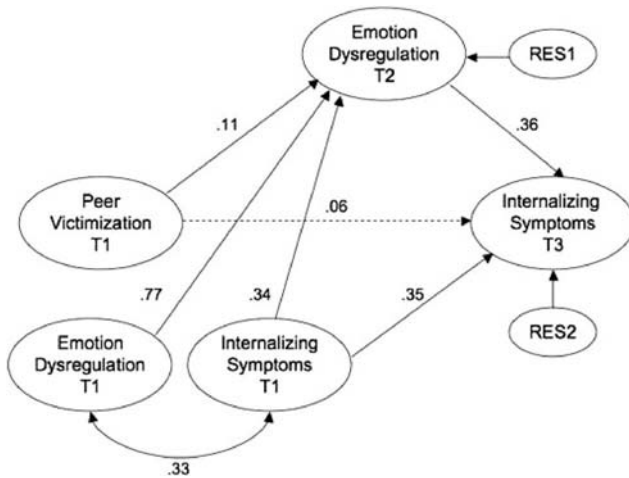 Emotion
Dysregulation
T2
RES1
.11
.36
Peer
Victimization
T1
.06
Internalizing
Symptoms
T3
.77
.34
.35
Emotion
Dysregulation
T1
Internalizing
Symptoms
T1
RES2
.33